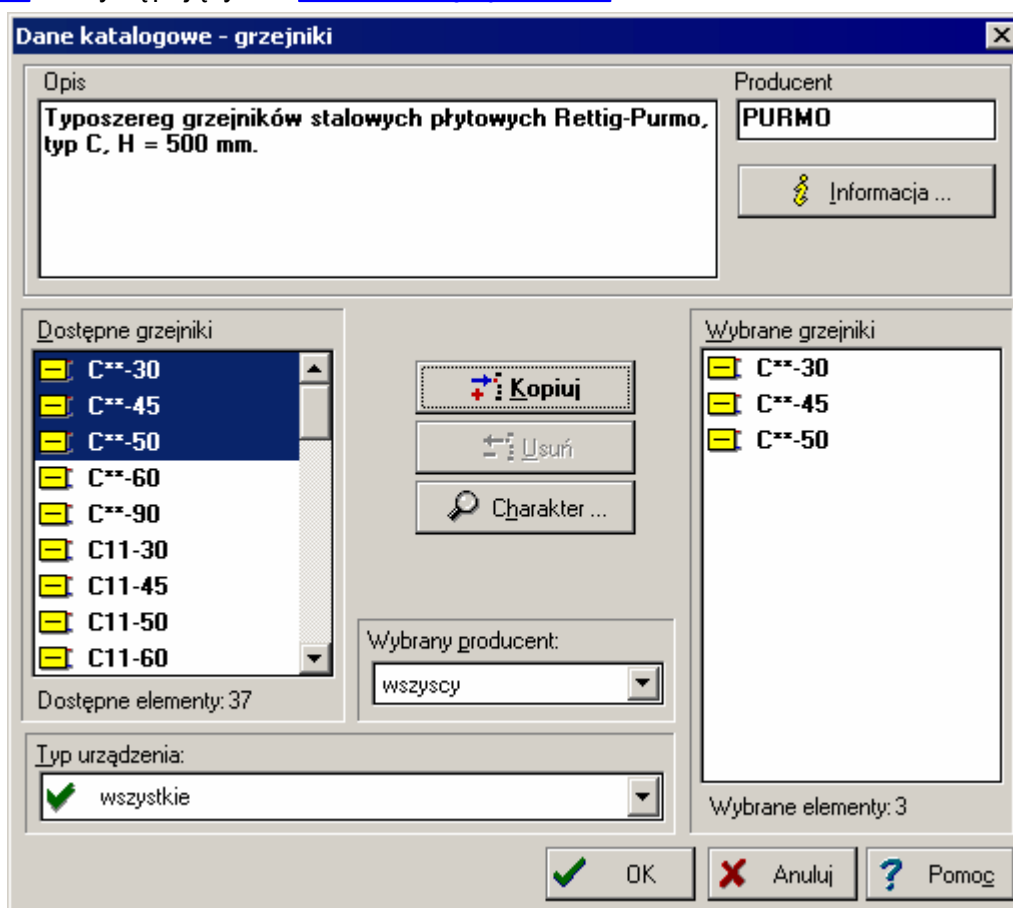 Dane katalogowe - grzejniki
Opis
Typoszereg grzejników stalowych płytowych Rettig-Purmo,
typ C, H = 500 mm.
Producent
PURMO
Informacja ...
Dostępne grzejniki
C**-30
C**-45
C**-50
C**-60
C**-90
C11-30
C11-45
C11-50
C11-60
Dostępne elementy: 37
Kopiuj
Usuń
Charakter ...
Wybrany producent:
wszyscy
Wybrane grzejniki
C**-30
C**-45
C**-50
Wybrane elementy: 3
Typ urządzenia:
wszystkie
OK
Anuluj
Pomoc